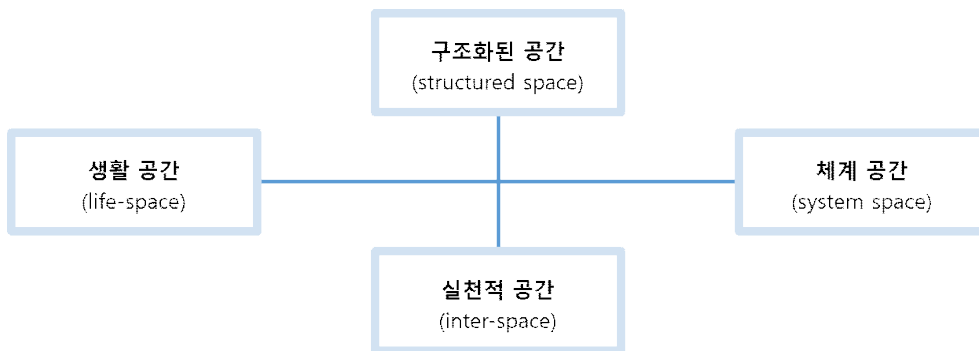 구조화된 공간
(structured space)
생활 공간
(life-space)
체계 공간
(system space)
실천적 공간
(inter-space)